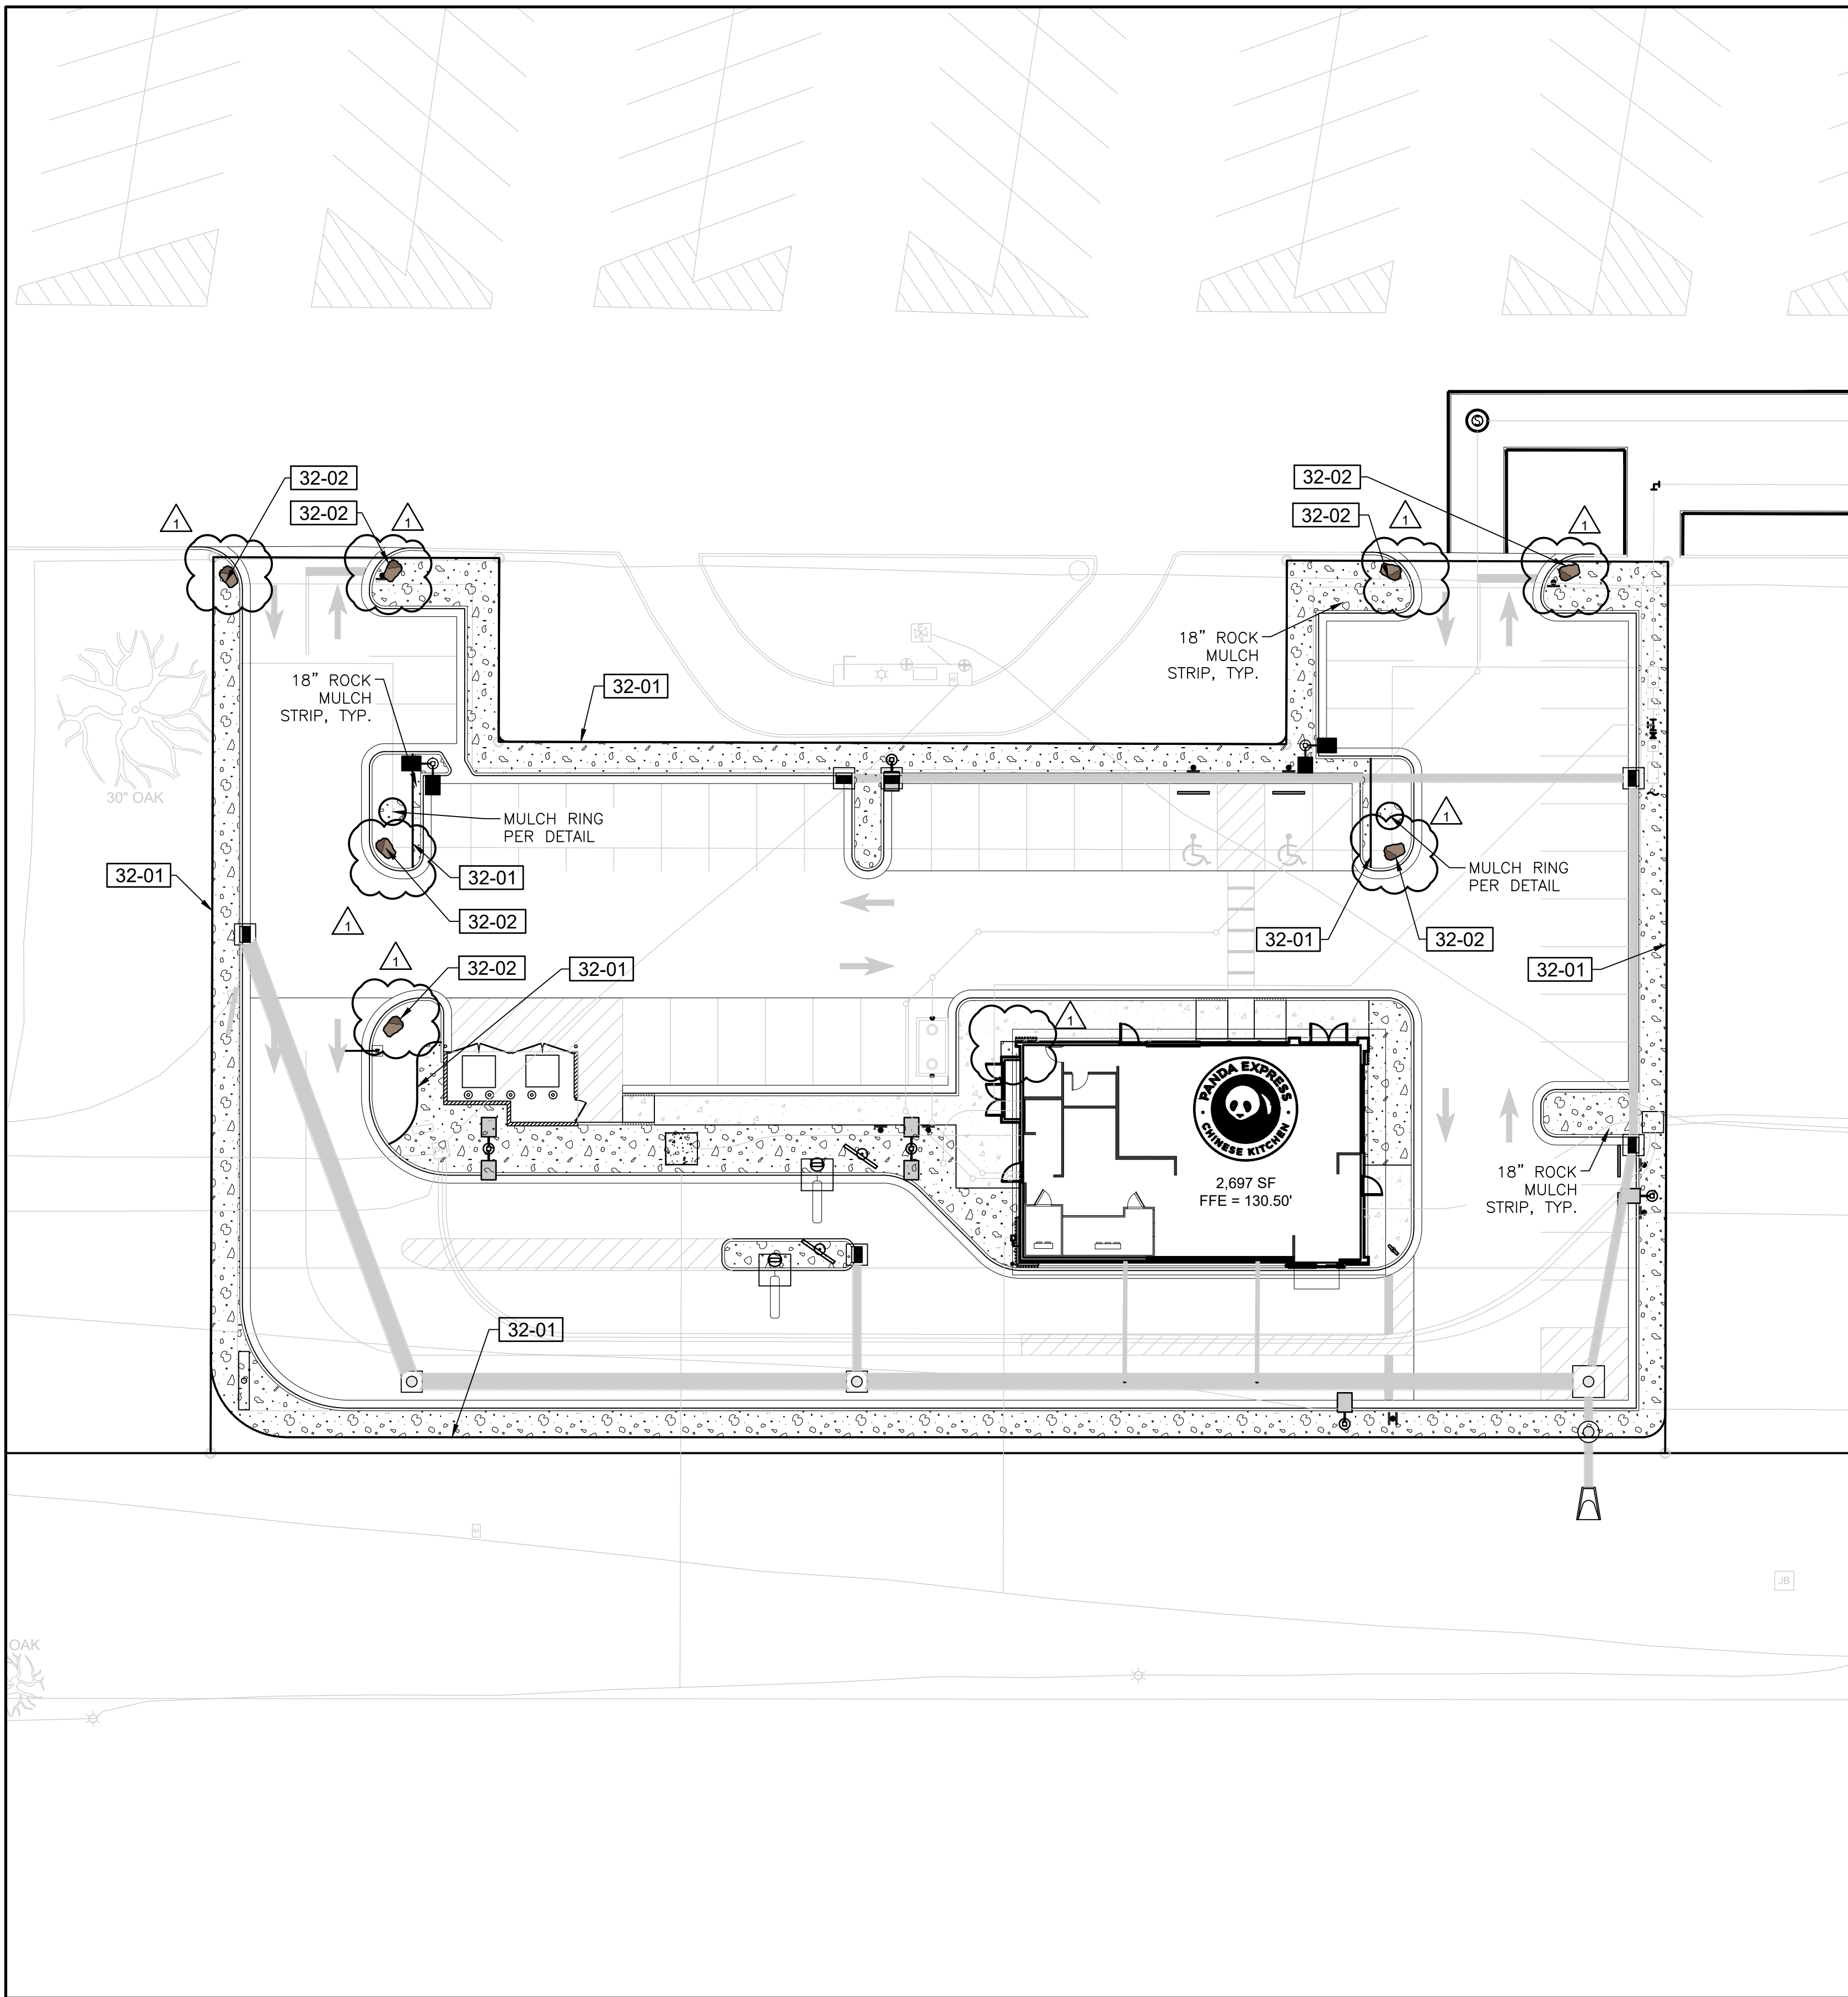 32-02
32-02
1
1
32-02
32-02
1
1
S
18" ROCK
MULCH
STRIP, TYP.
32-01
18" ROCK
MULCH
STRIP, TYP.
30" OAK
MULCH RING
PER DETAIL
1
32-01
32-01
32-02
1
MULCH RING
PER DETAIL
32-01
32-02
1
32-02
32-01
32-01
1
PANDA EXPRESS
CHINESE KITCHEN
2,697 SF
FFE = 130.50'
18" ROCK
MULCH
STRIP, TYP.
32-01
JB
OAK